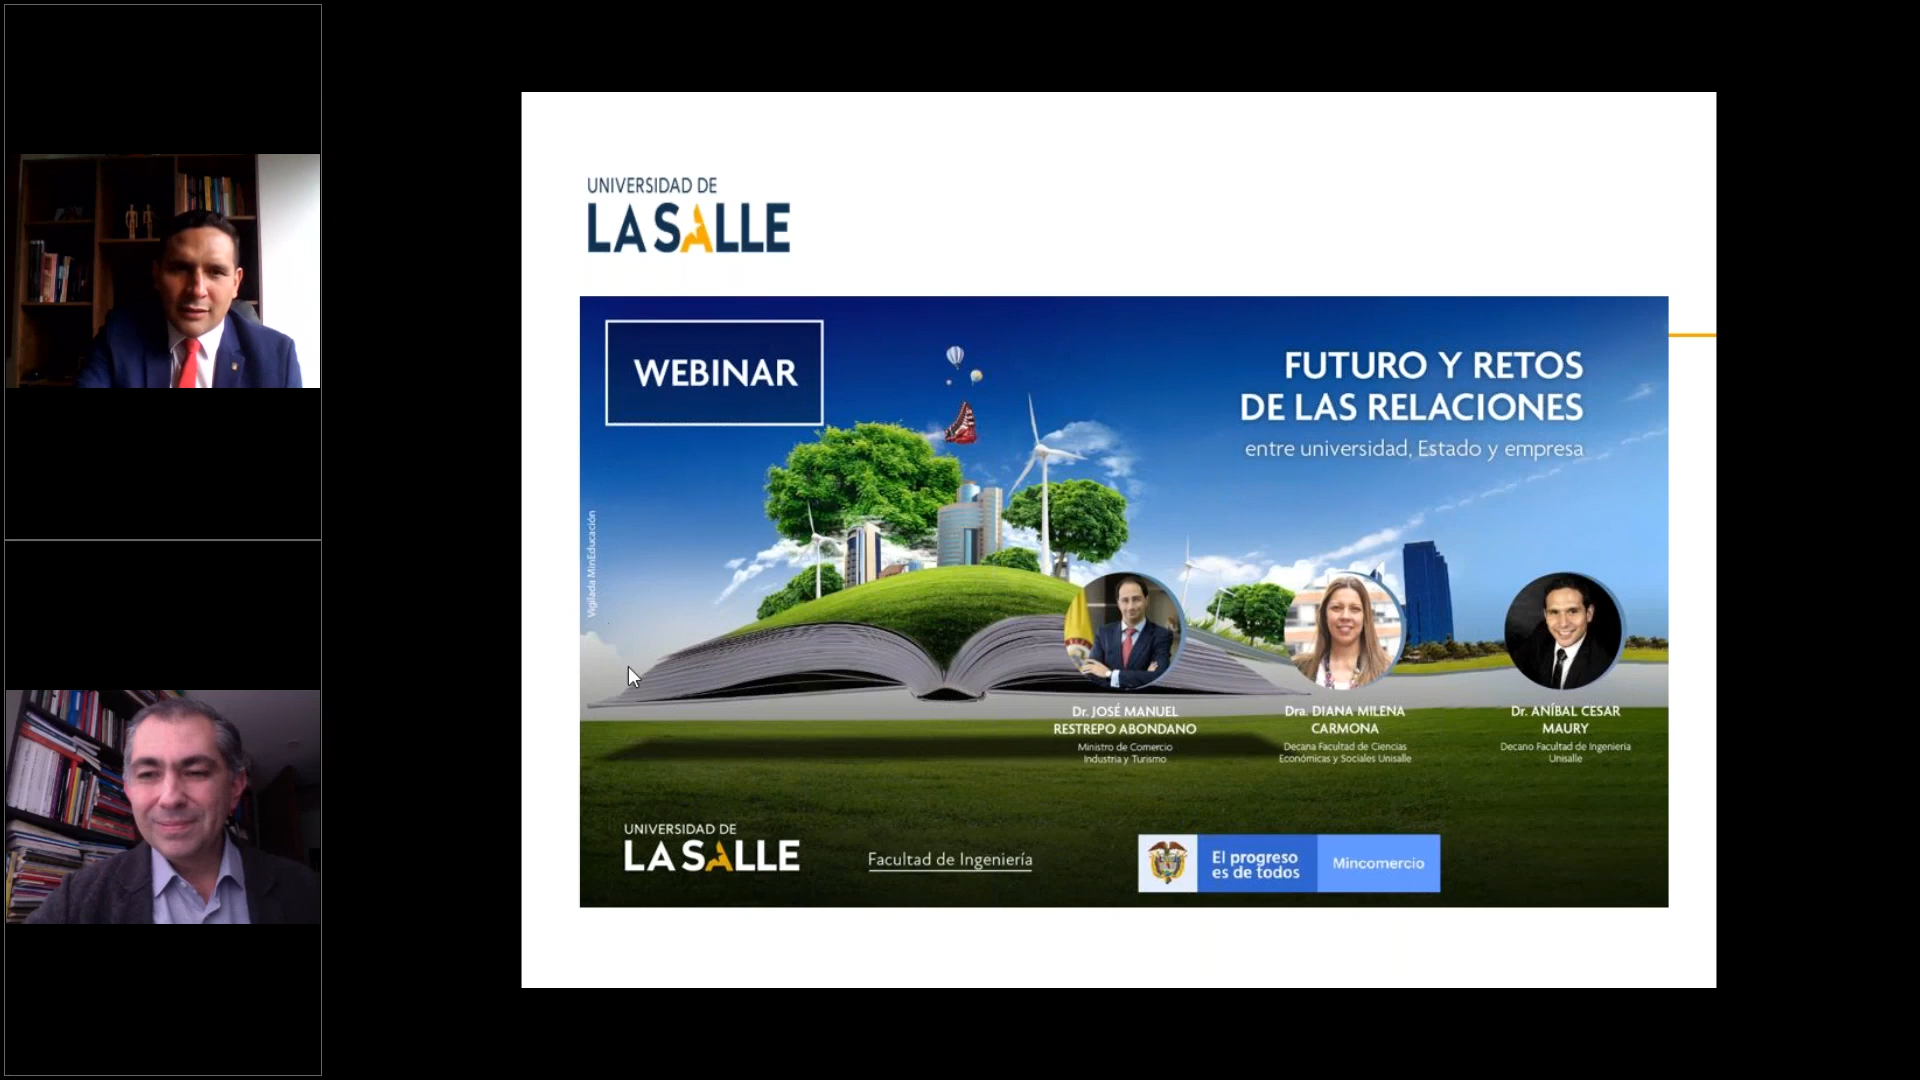 UNIVERSIDAD DE
LA SALLE
WEBINAR
FUTURO Y RETOS
DE LAS RELACIONES
entre universidad, Estado y empresa
Vigilada MinEducación
Dr. JOSÉ MANUEL
RESTREPO ABONDANO
Ministro de Comercio
Industria y Turismo
Dra. DIANA MILENA
CARMONA
Decana Facultad de Ciencias
Económicas y Sociales Unisalle
Dr. ANÍBAL CESAR
MAURY
Decano Facultad de Ingeniería
Unisalle
UNIVERSIDAD DE
LA SALLE
Facultad de Ingeniería
El progreso
es de todos
Mincomercio